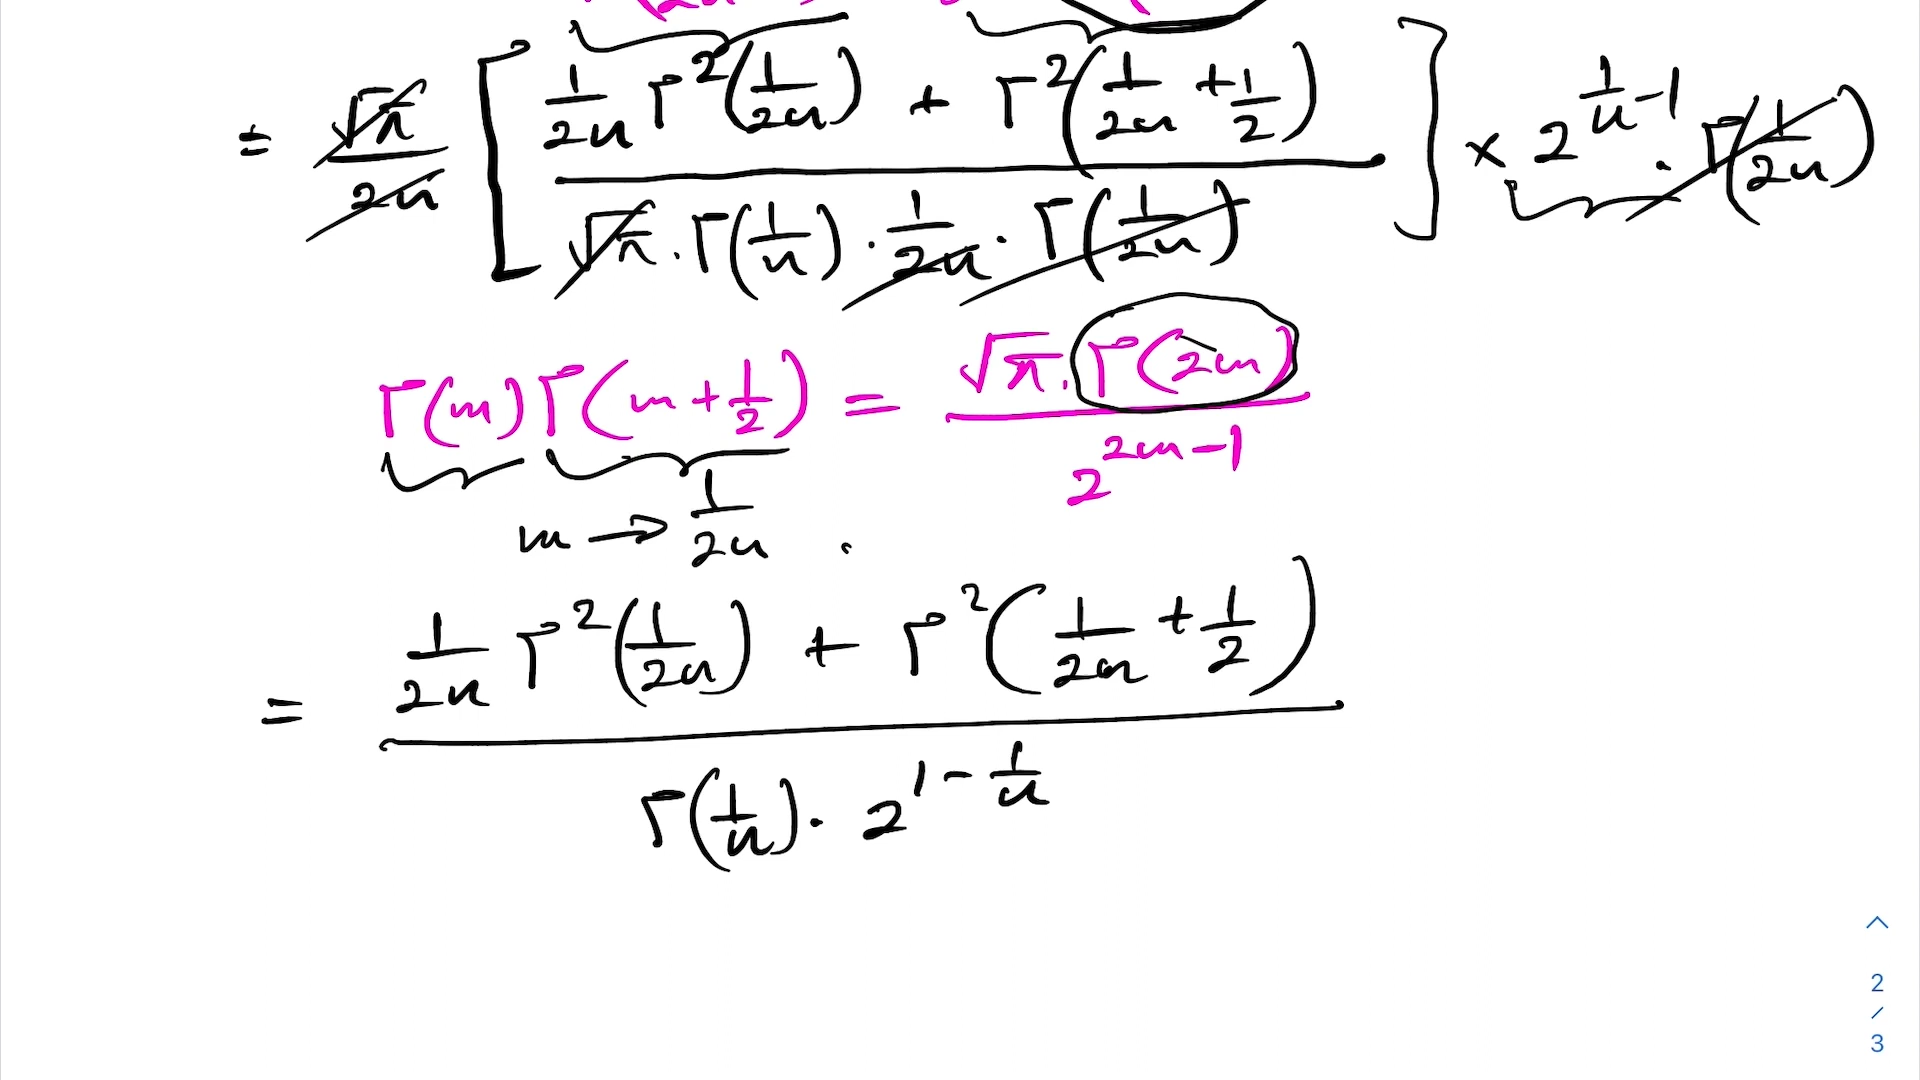 = √π/2n [ (1/2n Γ²(1/2n) + Γ²(1/2n + 1/2)) / (√π . Γ(1/n) . 1/2n . Γ(1/2n)) ] × 2^(1/n - 1) . Γ(1/2n)
Γ(m) Γ(m + 1/2) = √π . Γ(2m) / 2^(2m-1)
m → 1/2n .
= (1/2n Γ²(1/2n) + Γ²(1/2n + 1/2)) / (Γ(1/n) . 2^(1 - 1/n))
2
/
3